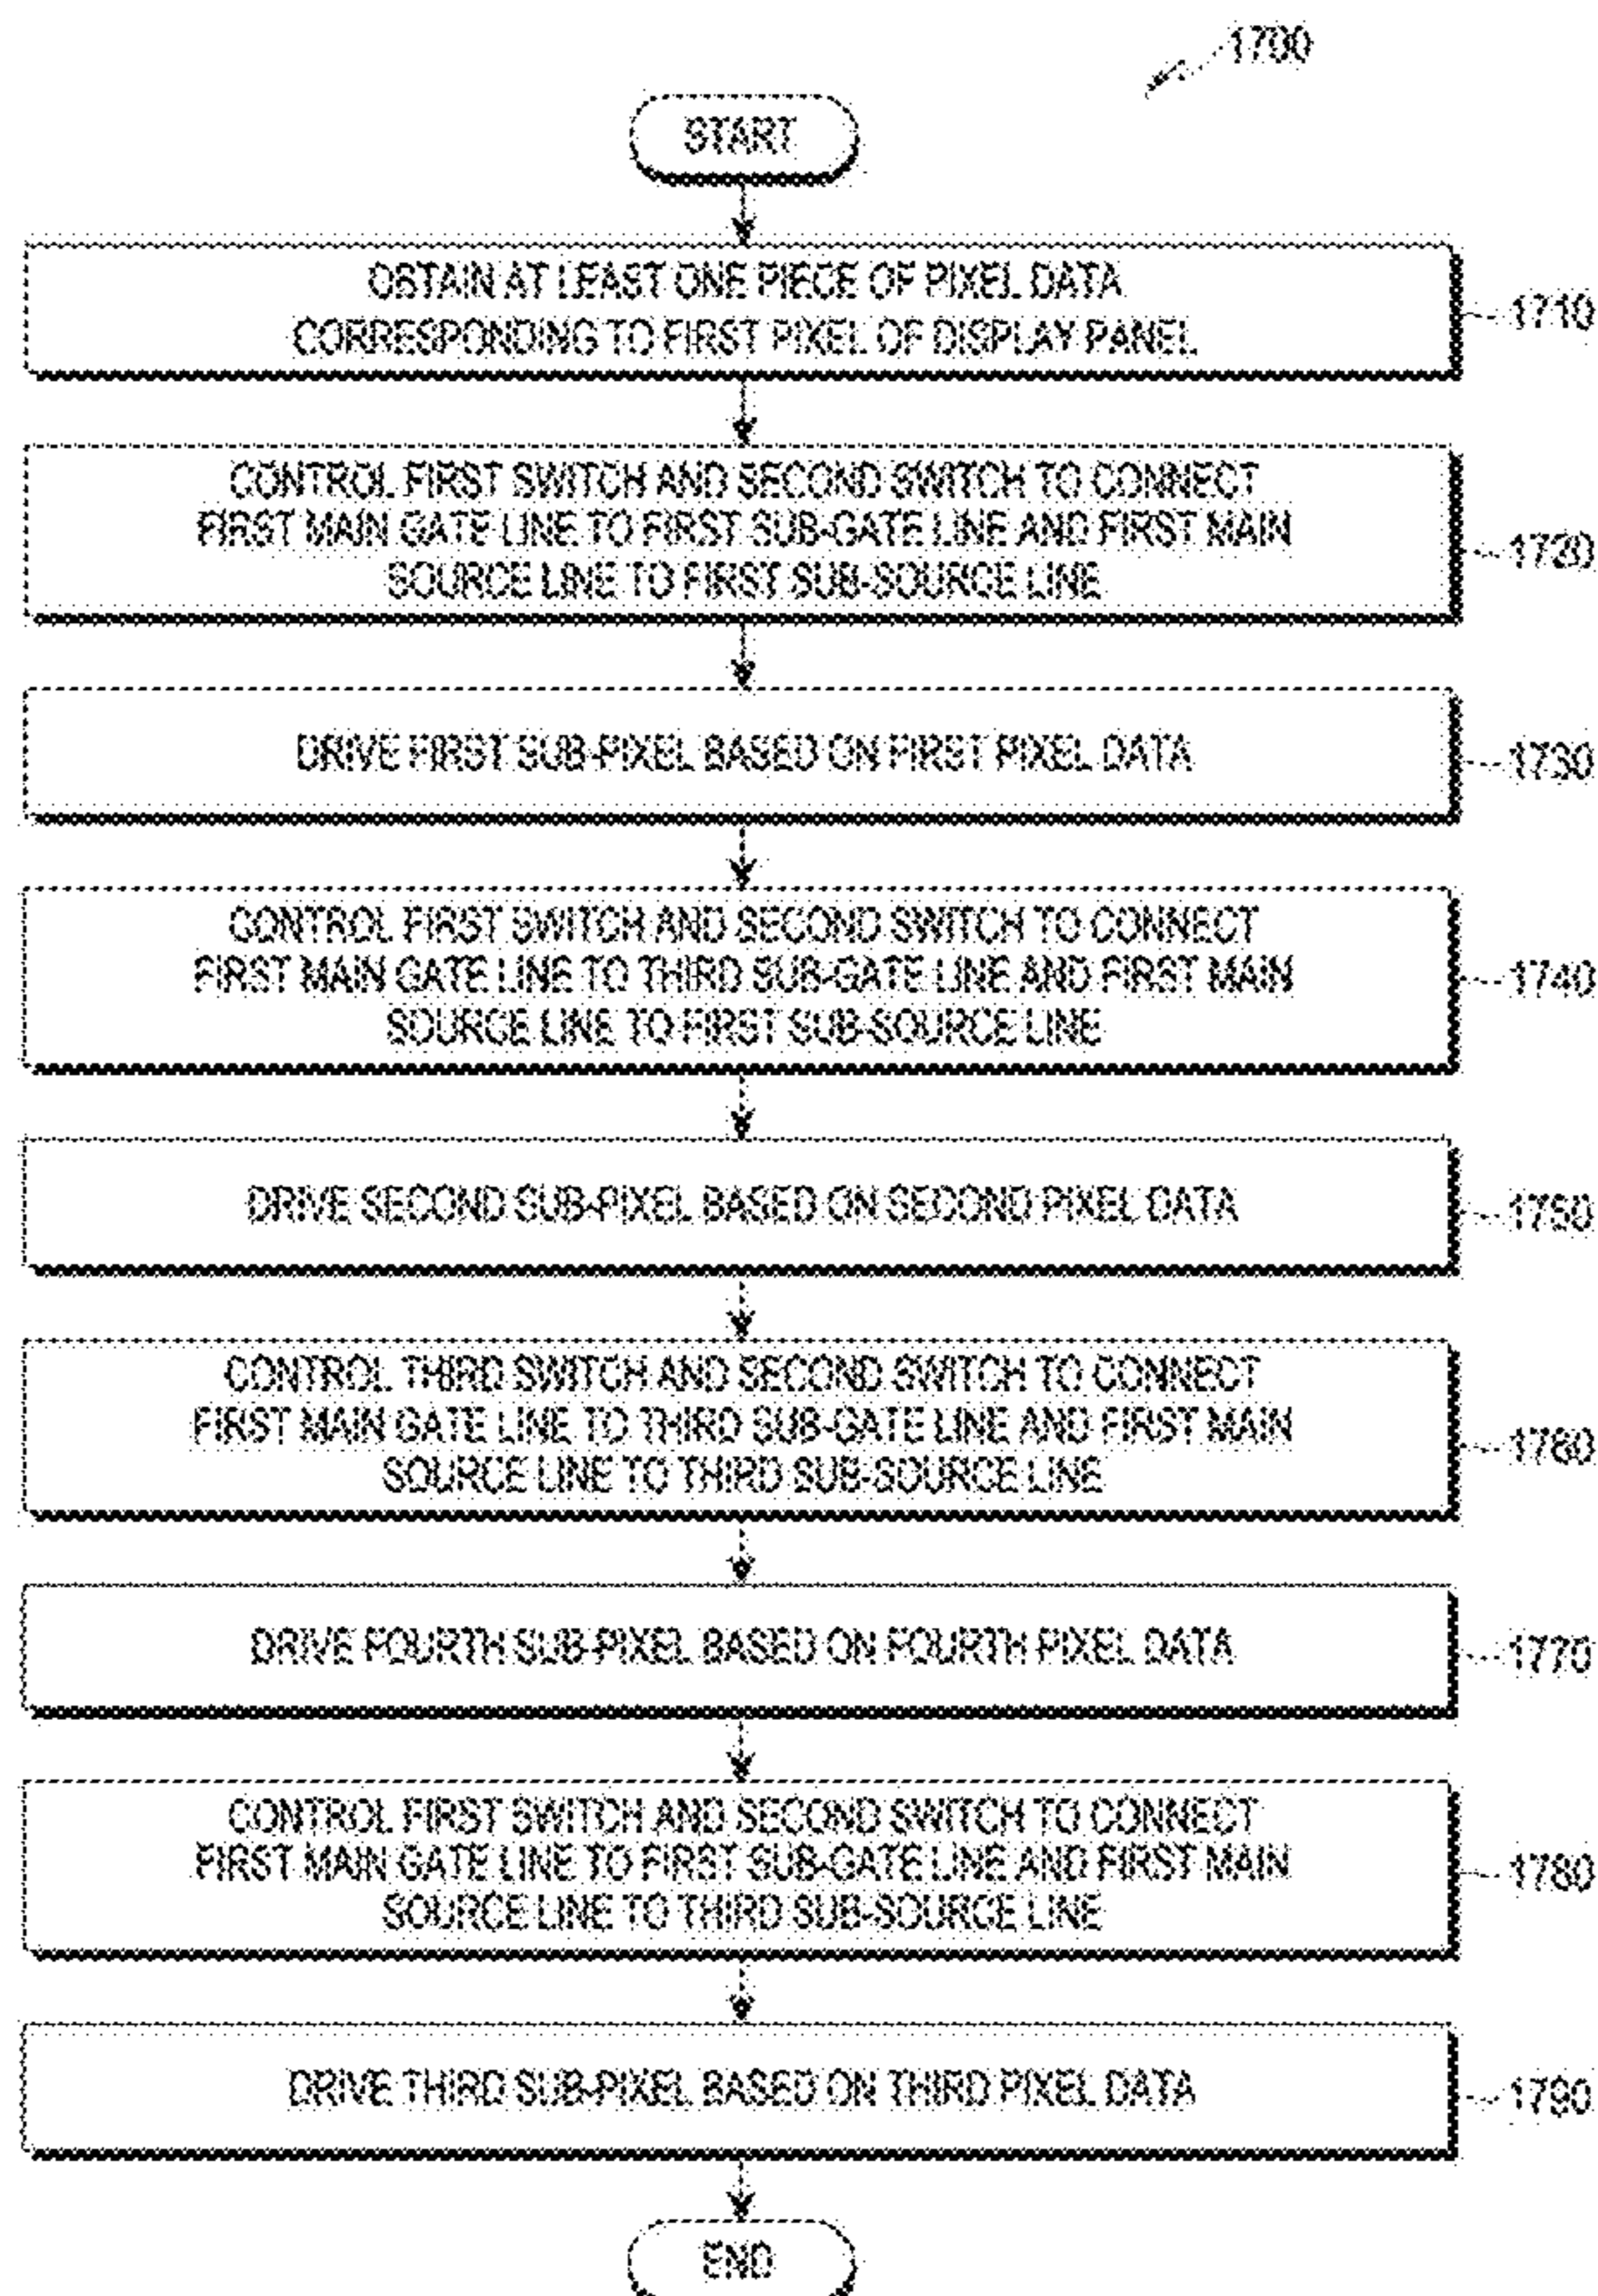 1700
START
OBTAIN AT LEAST ONE PIECE OF PIXEL DATA
CORRESPONDING TO FIRST PIXEL OF DISPLAY PANEL
1710
CONTROL FIRST SWITCH AND SECOND SWITCH TO CONNECT
FIRST MAIN GATE LINE TO FIRST SUB-GATE LINE AND FIRST MAIN
SOURCE LINE TO FIRST SUB-SOURCE LINE
1720
DRIVE FIRST SUB-PIXEL BASED ON FIRST PIXEL DATA
1730
CONTROL FIRST SWITCH AND SECOND SWITCH TO CONNECT
FIRST MAIN GATE LINE TO THIRD SUB-GATE LINE AND FIRST MAIN
SOURCE LINE TO FIRST SUB-SOURCE LINE
1740
DRIVE SECOND SUB-PIXEL BASED ON SECOND PIXEL DATA
1750
CONTROL THIRD SWITCH AND SECOND SWITCH TO CONNECT
FIRST MAIN GATE LINE TO THIRD SUB-GATE LINE AND FIRST MAIN
SOURCE LINE TO THIRD SUB-SOURCE LINE
1760
DRIVE FOURTH SUB-PIXEL BASED ON FOURTH PIXEL DATA
1770
CONTROL FIRST SWITCH AND SECOND SWITCH TO CONNECT
FIRST MAIN GATE LINE TO FIRST SUB-GATE LINE AND FIRST MAIN
SOURCE LINE TO THIRD SUB-SOURCE LINE
1780
DRIVE THIRD SUB-PIXEL BASED ON THIRD PIXEL DATA
1790
END